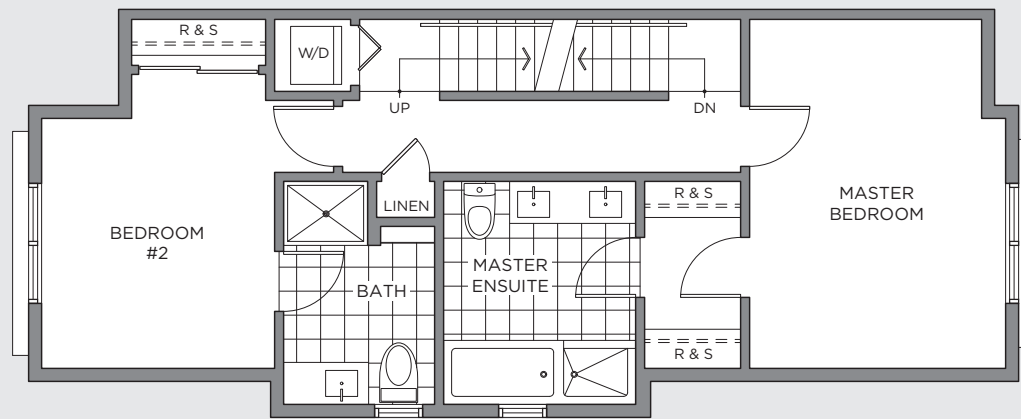 R & S
W/D
UP
DN
LINEN
R & S
MASTER
BEDROOM
BEDROOM
#2
MASTER
ENSUITE
BATH
R & S